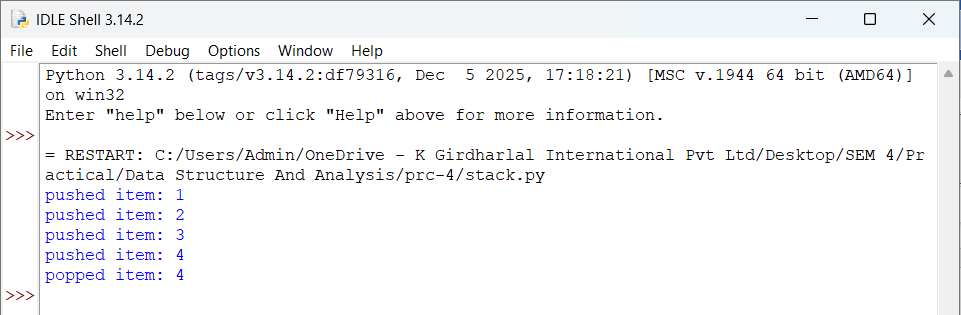 IDLE Shell 3.14.2
File Edit Shell Debug Options Window Help
Python 3.14.2 (tags/v3.14.2:df79316, Dec  5 2025, 17:18:21) [MSC v.1944 64 bit (AMD64)]
on win32
Enter "help" below or click "Help" above for more information.
>>>
= RESTART: C:/Users/Admin/OneDrive - K Girdharlal International Pvt Ltd/Desktop/SEM 4/Pr
actical/Data Structure And Analysis/prc-4/stack.py
pushed item: 1
pushed item: 2
pushed item: 3
pushed item: 4
popped item: 4
>>>